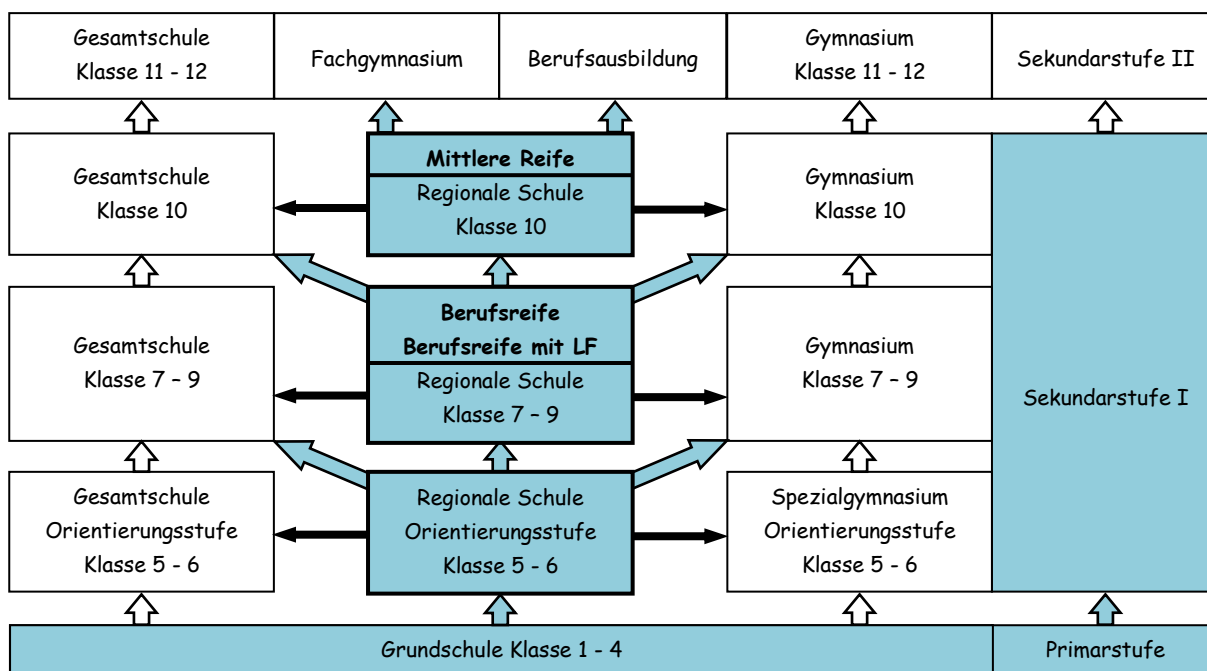 Gesamtschule
Klasse 11 - 12
Fachgymnasium
Berufsausbildung
Gymnasium
Klasse 11 - 12
Sekundarstufe II
Gesamtschule
Klasse 10
Mittlere Reife
Regionale Schule
Klasse 10
Gymnasium
Klasse 10
Gesamtschule
Klasse 7 – 9
Berufsreife
Berufsreife mit LF
Regionale Schule
Klasse 7 – 9
Gymnasium
Klasse 7 – 9
Sekundarstufe I
Gesamtschule
Orientierungsstufe
Klasse 5 - 6
Regionale Schule
Orientierungsstufe
Klasse 5 - 6
Spezialgymnasium
Orientierungsstufe
Klasse 5 - 6
Grundschule Klasse 1 - 4
Primarstufe